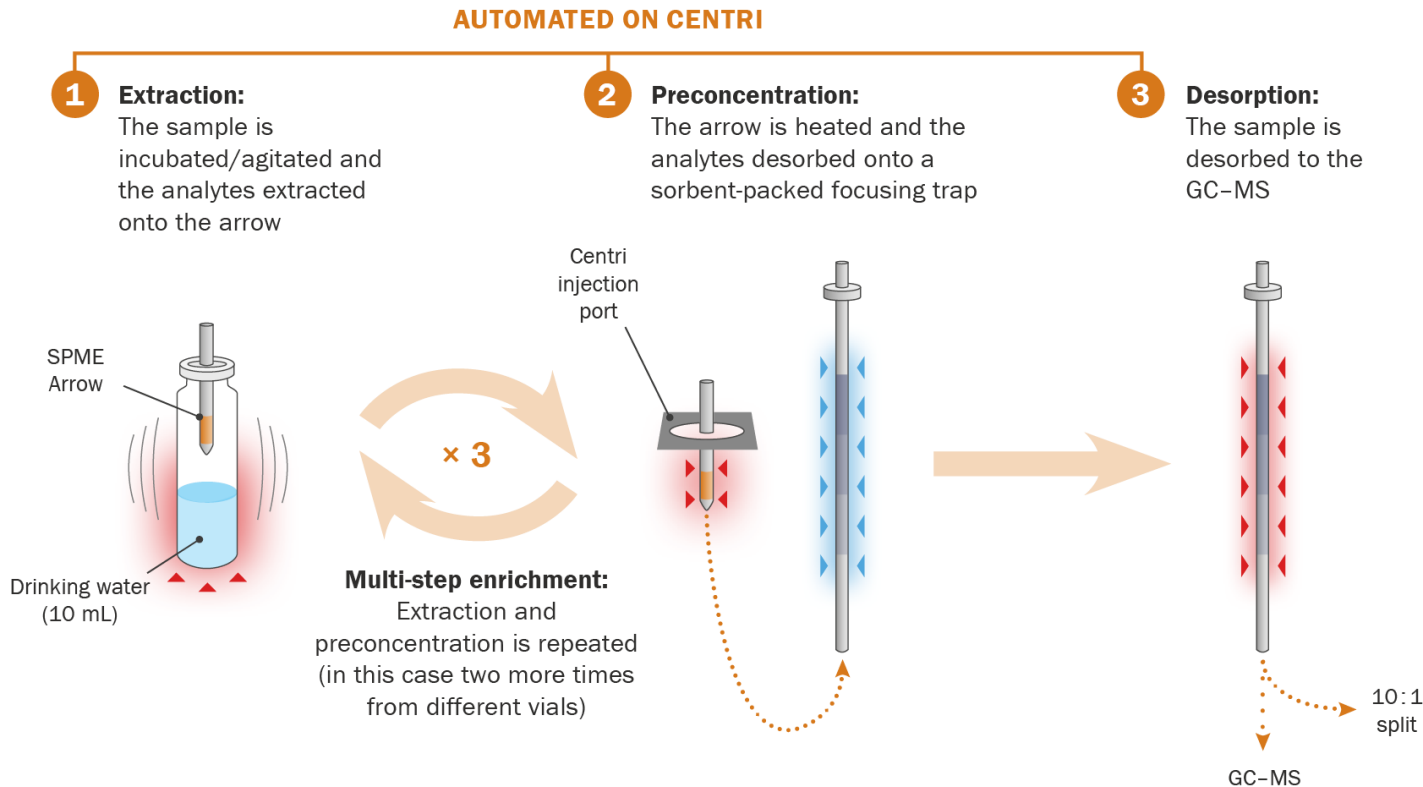 AUTOMATED ON CENTRI
1
Extraction:
The sample is
incubated/agitated and
the analytes extracted
onto the arrow
2
Preconcentration:
The arrow is heated and the
analytes desorbed onto a
sorbent-packed focusing trap
3
Desorption:
The sample is
desorbed to the
GC–MS
SPME
Arrow
Drinking water
(10 mL)
× 3
Multi-step enrichment:
Extraction and
preconcentration is repeated
(in this case two more times
from different vials)
Centri
injection
port
10:1
split
GC–MS